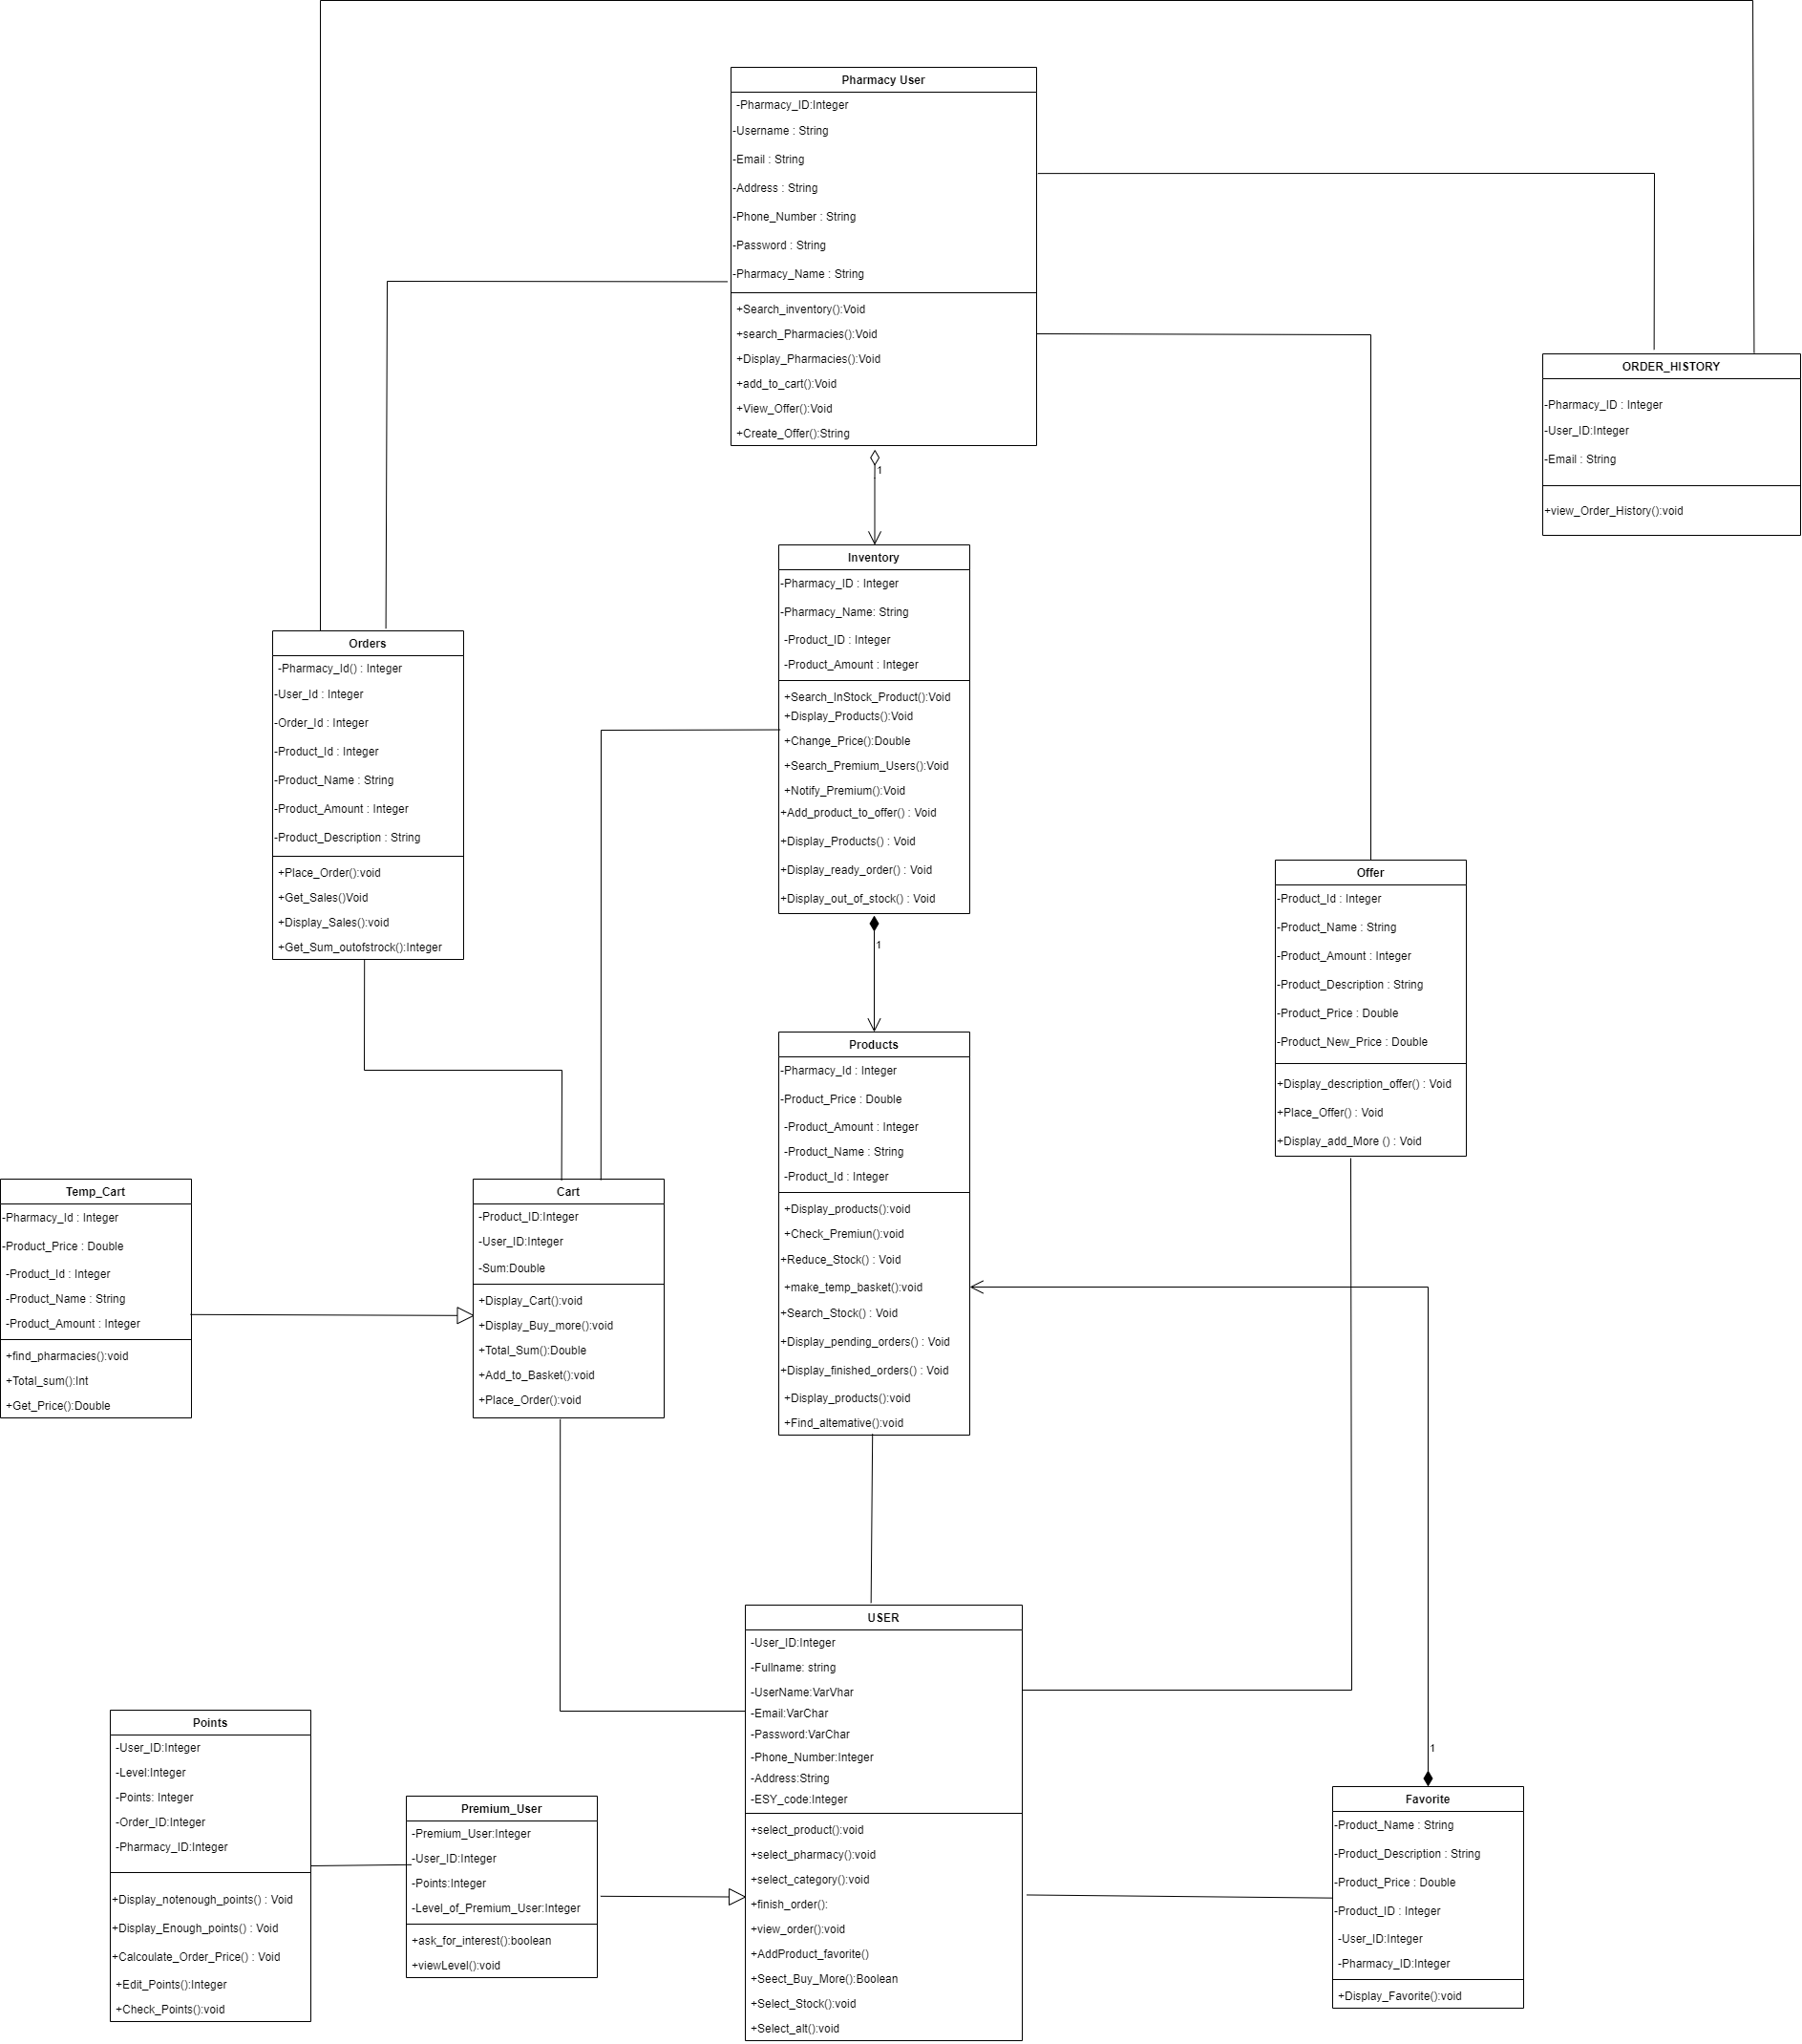 Pharmacy User
-Pharmacy_ID:Integer
-Username : String
-Email : String
-Address : String
-Phone_Number : String
-Password : String
-Pharmacy_Name : String
+Search_inventory():Void
+search_Pharmacies():Void
+Display_Pharmacies():Void
+add_to_cart():Void
+View_Offer():Void
+Create_Offer():String
1
ORDER_HISTORY
-Pharmacy_ID : Integer
-User_ID:Integer
-Email : String
+view_Order_History():void
Inventory
-Pharmacy_ID : Integer
-Pharmacy_Name: String
-Product_ID : Integer
-Product_Amount : Integer
+Search_InStock_Product():Void
+Display_Products():Void
+Change_Price():Double
+Search_Premium_Users():Void
+Notify_Premium():Void
+Add_product_to_offer() : Void
+Display_Products() : Void
+Display_ready_order() : Void
+Display_out_of_stock() : Void
1
Orders
-Pharmacy_Id() : Integer
-User_Id : Integer
-Order_Id : Integer
-Product_Id : Integer
-Product_Name : String
-Product_Amount : Integer
-Product_Description : String
+Place_Order():void
+Get_Sales()Void
+Display_Sales():void
+Get_Sum_outofstrock():Integer
Offer
-Product_Id : Integer
-Product_Name : String
-Product_Amount : Integer
-Product_Description : String
-Product_Price : Double
-Product_New_Price : Double
+Display_description_offer() : Void
+Place_Offer() : Void
+Display_add_More () : Void
Products
-Pharmacy_Id : Integer
-Product_Price : Double
-Product_Amount : Integer
-Product_Name : String
-Product_Id : Integer
+Display_products():void
+Check_Premiun():void
+Reduce_Stock() : Void
+make_temp_basket():void
+Search_Stock() : Void
+Display_pending_orders() : Void
+Display_finished_orders() : Void
+Display_products():void
+Find_alternative():void
Temp_Cart
-Pharmacy_Id : Integer
-Product_Price : Double
-Product_Id : Integer
-Product_Name : String
-Product_Amount : Integer
+find_pharmacies():void
+Total_sum():Int
+Get_Price():Double
Cart
-Product_ID:Integer
-User_ID:Integer
-Sum:Double
+Display_Cart():void
+Display_Buy_more():void
+Total_Sum():Double
+Add_to_Basket():void
+Place_Order():void
USER
-User_ID:Integer
-Fullname: string
-UserName:VarVhar
-Email:VarChar
-Password:VarChar
-Phone_Number:Integer
-Address:String
-ESY_code:Integer
+select_product():void
+select_pharmacy():void
+select_category():void
+finish_order():
+view_order():void
+AddProduct_favorite()
+Seect_Buy_More():Boolean
+Select_Stock():void
+Select_alt():void
Points
-User_ID:Integer
-Level:Integer
-Points: Integer
-Order_ID:Integer
-Pharmacy_ID:Integer
+Display_notenough_points() : Void
+Display_Enough_points() : Void
+Calcoulate_Order_Price() : Void
+Edit_Points():Integer
+Check_Points():void
Premium_User
-Premium_User:Integer
-User_ID:Integer
-Points:Integer
-Level_of_Premium_User:Integer
+ask_for_interest():boolean
+viewLevel():void
1
Favorite
-Product_Name : String
-Product_Description : String
-Product_Price : Double
-Product_ID : Integer
-User_ID:Integer
-Pharmacy_ID:Integer
+Display_Favorite():void